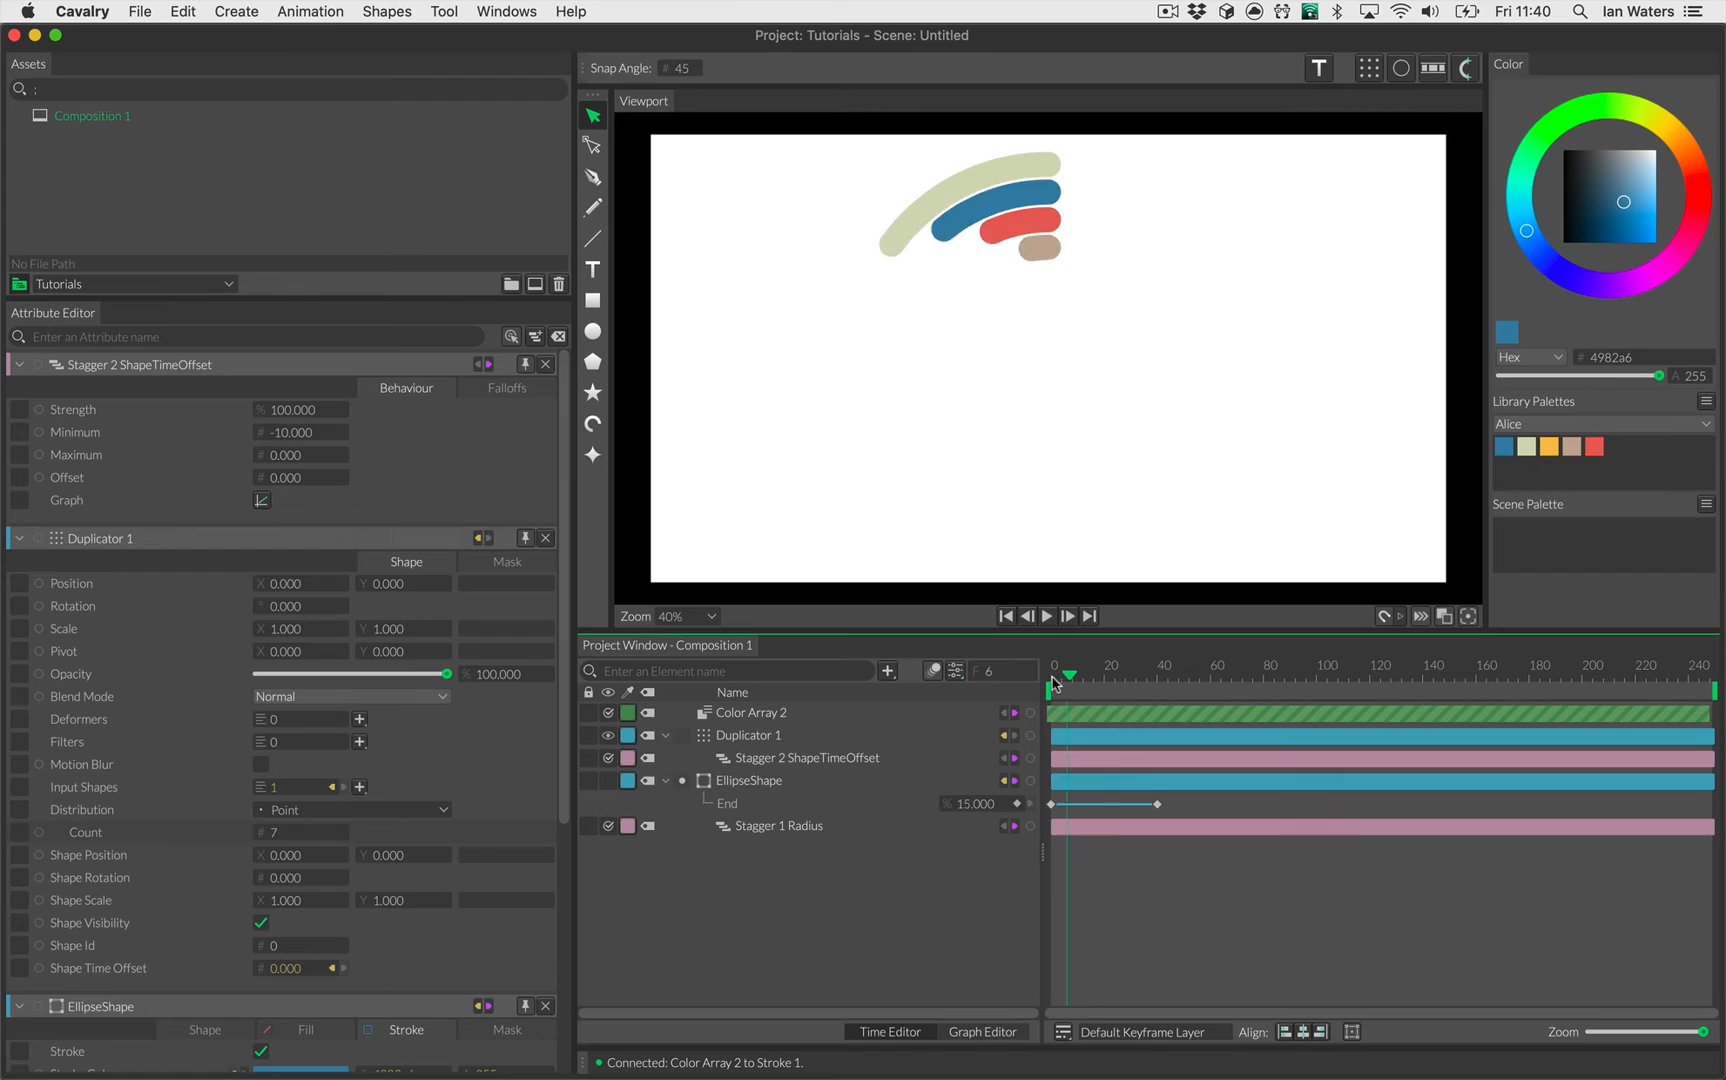 Cavalry File Edit Create Animation Shapes Tool Windows Help
Fri 11:40 Ian Waters
Project: Tutorials - Scene: Untitled
Assets
;
Composition 1
No File Path
Tutorials
Attribute Editor
Enter an Attribute name
Stagger 2 ShapeTimeOffset
Behaviour Falloffs
Strength % 100.000
Minimum # -10.000
Maximum # 0.000
Offset # 0.000
Graph
Duplicator 1
Shape Mask
Position X 0.000 Y 0.000
Rotation ° 0.000
Scale X 1.000 Y 1.000
Pivot X 0.000 Y 0.000
Opacity % 100.000
Blend Mode Normal
Deformers 0
Filters 0
Motion Blur
Input Shapes 1
Distribution Point
Count # 7
Shape Position X 0.000 Y 0.000
Shape Rotation # 0.000
Shape Scale X 1.000 Y 1.000
Shape Visibility
Shape Id # 0
Shape Time Offset # 0.000
EllipseShape
Shape Fill Stroke Mask
Stroke
Snap Angle: # 45
Viewport
Zoom 40%
Color
Hex # 4982a6
A 255
Library Palettes
Alice
Scene Palette
Project Window - Composition 1
Enter an Element name
F 6
0 20 40 60 80 100 120 140 160 180 200 220 240
Name
Color Array 2
Duplicator 1
Stagger 2 ShapeTimeOffset
EllipseShape
End % 15.000
Stagger 1 Radius
Time Editor Graph Editor
Default Keyframe Layer Align: Zoom
Connected: Color Array 2 to Stroke 1.